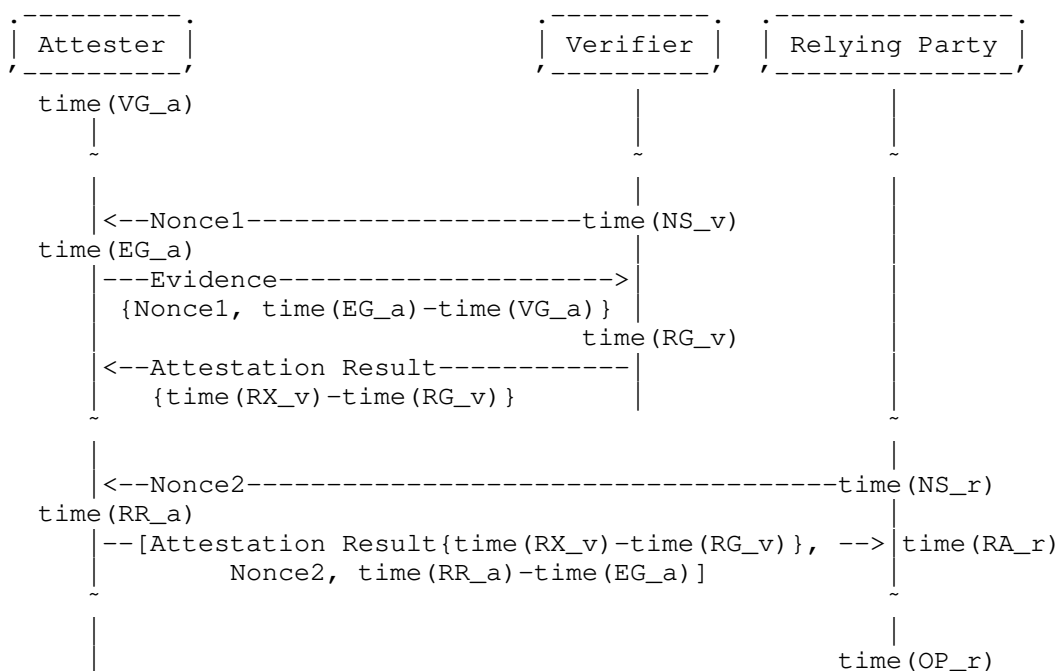 .----------.                     .----------.  .---------------.
| Attester |                     | Verifier |  | Relying Party |
'----------'                     '----------'  '---------------'
  time(VG_a)                           |               |
     |                                 |               |
     ~                                 ~               ~
     |                                 |               |
     |<--Nonce1---------------------time(NS_v)         |
  time(EG_a)                           |               |
     |---Evidence--------------------->|               |
     | {Nonce1, time(EG_a)-time(VG_a)} |               |
     |                              time(RG_v)         |
     |<--Attestation Result------------|               |
     |   {time(RX_v)-time(RG_v)}       |               |
     ~                                                 ~
     |                                                 |
     |<--Nonce2-------------------------------------time(NS_r)
  time(RR_a)                                           |
     |--[Attestation Result{time(RX_v)-time(RG_v)}, -->|time(RA_r)
     |        Nonce2, time(RR_a)-time(EG_a)]           |
     ~                                                 ~
     |                                                 |
     |                                              time(OP_r)